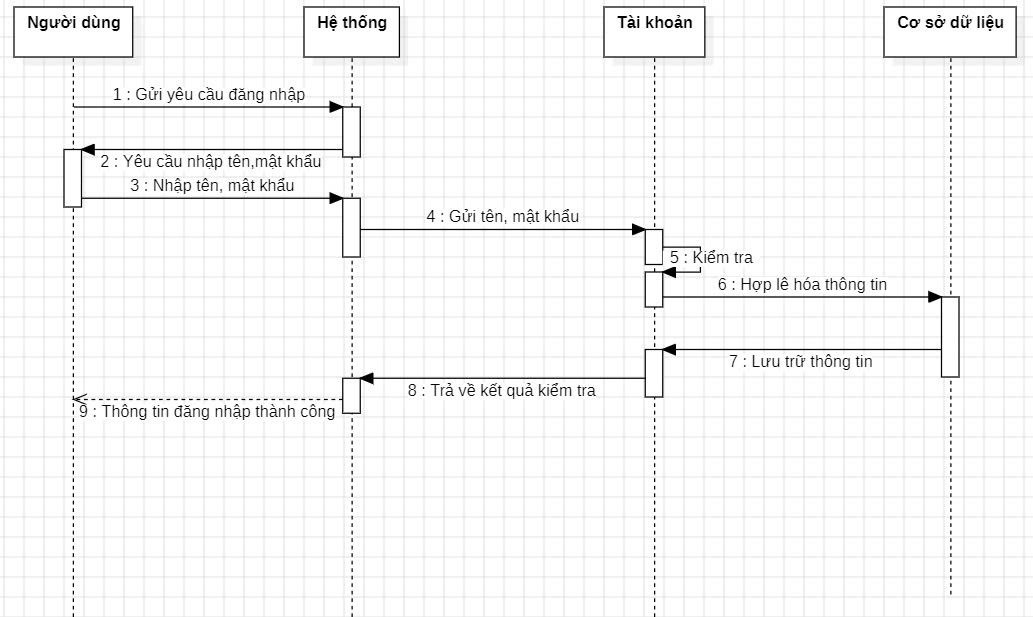 Người dùng
Hệ thống
Tài khoản
Cơ sở dữ liệu
1 : Gửi yêu cầu đăng nhập
2 : Yêu cầu nhập tên,mật khẩu
3 : Nhập tên, mật khẩu
4 : Gửi tên, mật khẩu
5 : Kiểm tra
6 : Hợp lê hóa thông tin
7 : Lưu trữ thông tin
8 : Trả về kết quả kiểm tra
9 : Thông tin đăng nhập thành công